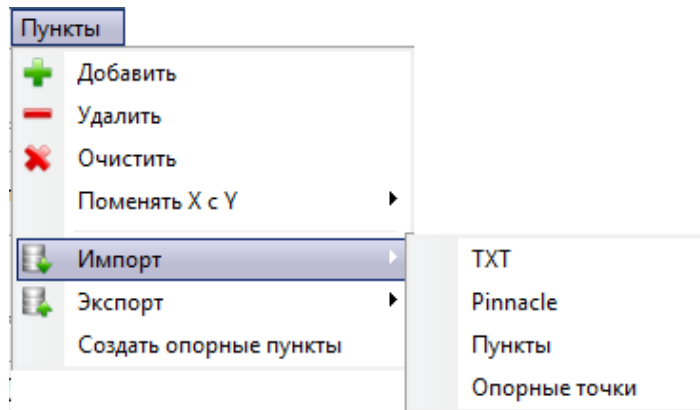 Пункты
Добавить
Удалить
Очистить
Поменять X с Y
Импорт
Экспорт
Создать опорные пункты
TXT
Pinnacle
Пункты
Опорные точки